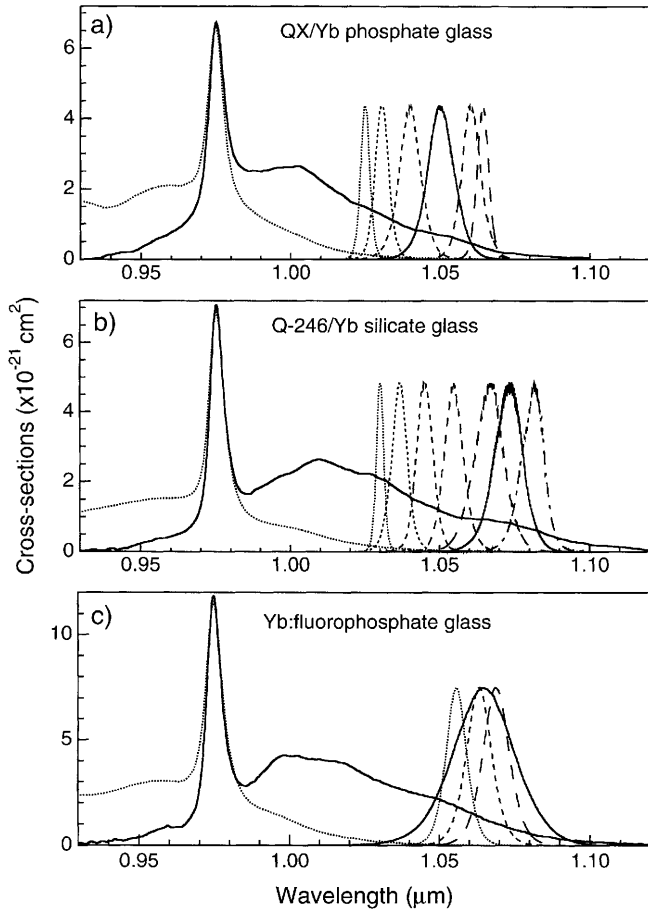 a)
QX/Yb phosphate glass
6
4
2
0
0.95
1.00
1.05
1.10
b)
Q-246/Yb silicate glass
6
4
2
0
0.95
1.00
1.05
1.10
c)
Yb:fluorophosphate glass
10
5
0
0.95
1.00
1.05
1.10
Cross-sections (x10⁻²¹ cm²)
Wavelength (μm)